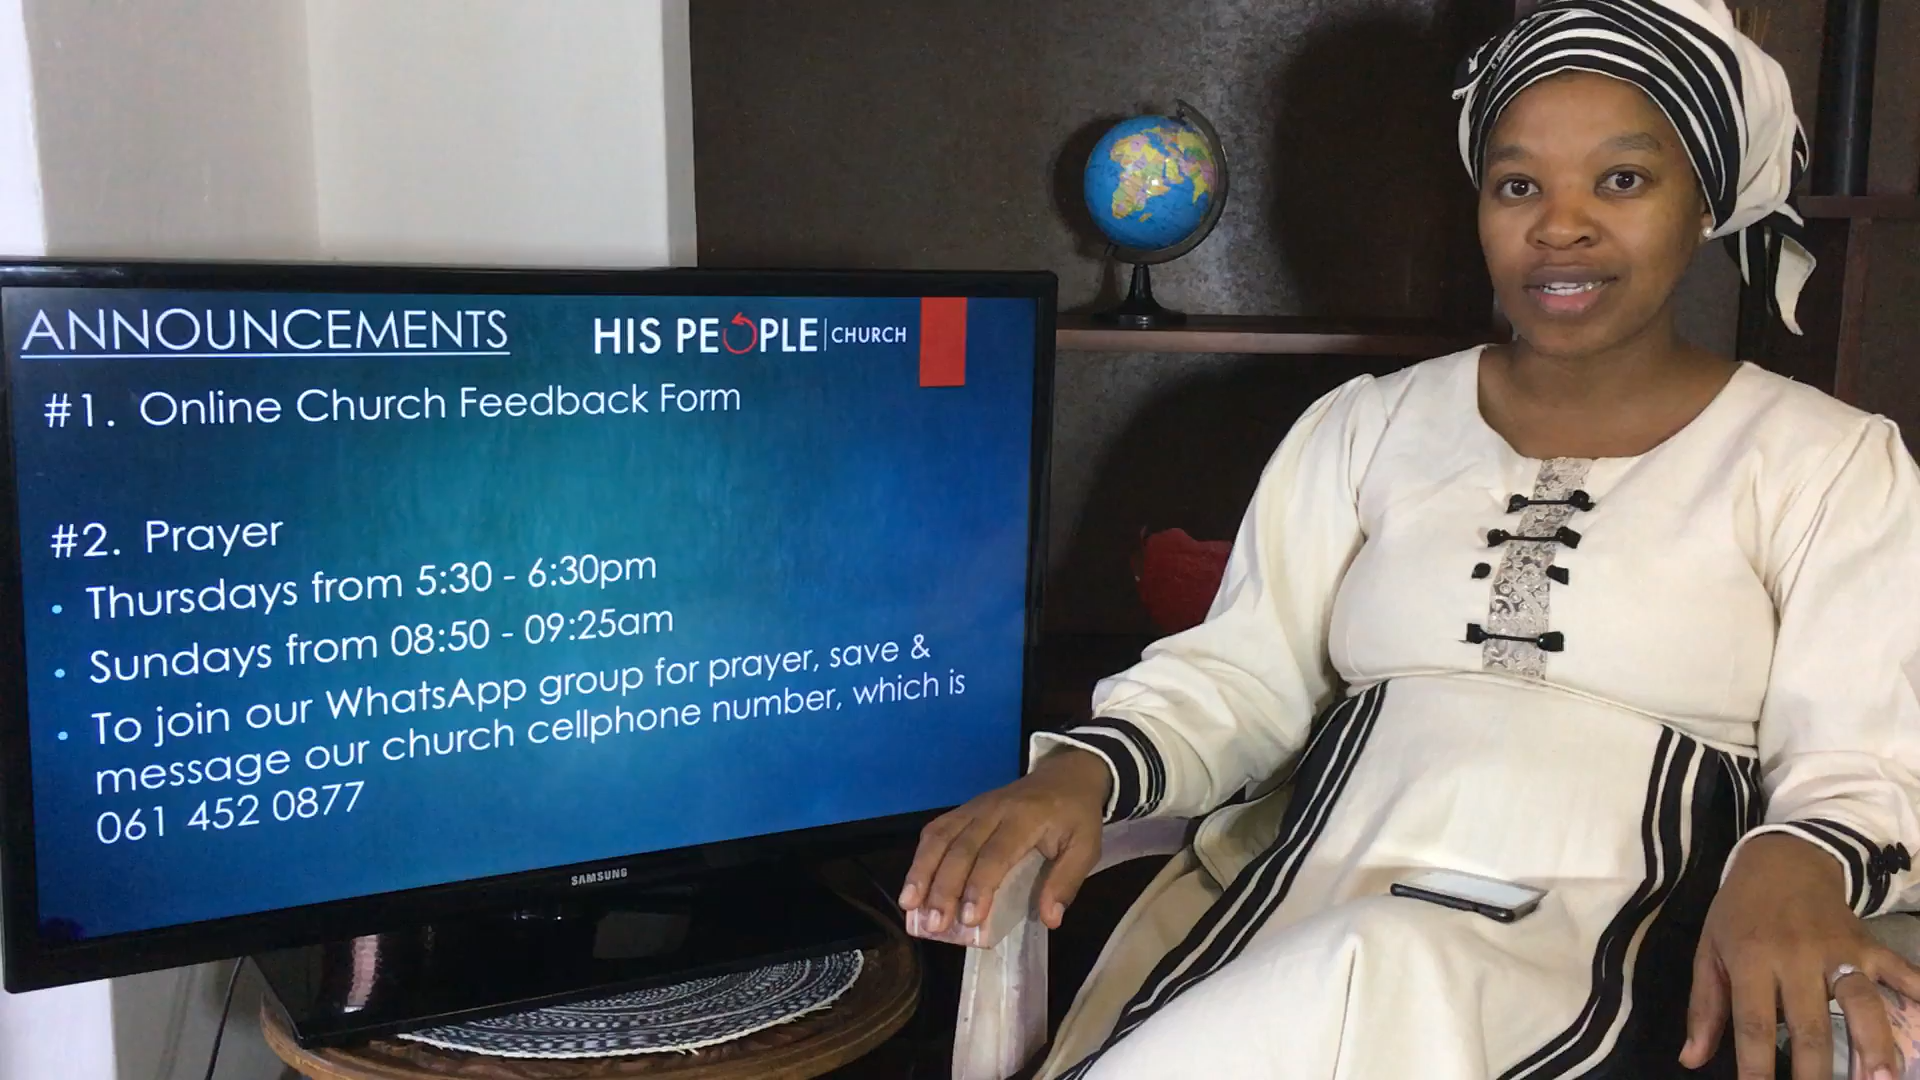 ANNOUNCEMENTS
HIS PEOPLE CHURCH
#1. Online Church Feedback Form
#2. Prayer
• Thursdays from 5:30 - 6:30pm
• Sundays from 08:50 - 09:25am
• To join our WhatsApp group for prayer, save &
message our church cellphone number, which is
061 452 0877
SAMSUNG